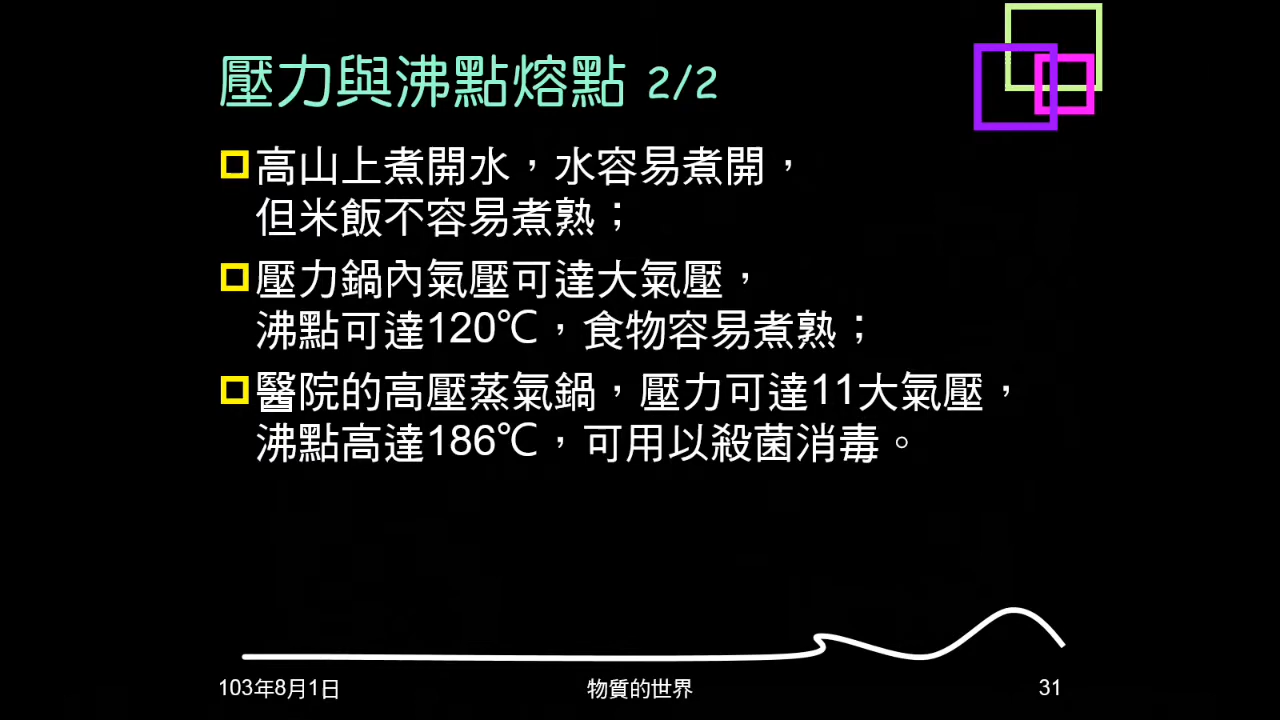 壓力與沸點熔點 2/2
高山上煮開水，水容易煮開，
但米飯不容易煮熟；
壓力鍋內氣壓可達大氣壓，
沸點可達120℃，食物容易煮熟；
醫院的高壓蒸氣鍋，壓力可達11大氣壓，
沸點高達186℃，可用以殺菌消毒。
103年8月1日
物質的世界
31